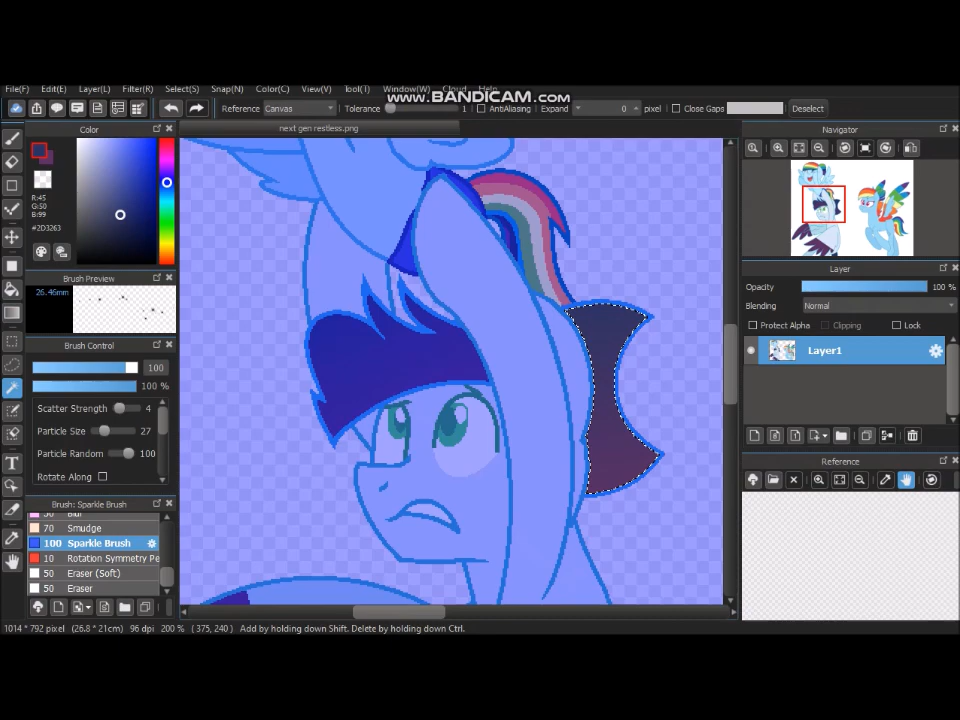 File(F) Edit(E) Layer(L) Filter(R) Select(S) Snap(N) Color(C) View(V) Tool(T) Window(W) Cloud Help
www.BANDICAM.com
Reference Canvas Tolerance 1 AntiAliasing Expand 0 pixel Close Gaps Deselect
Color
next gen restless.png
Navigator
R:45
G:50
B:99
#2D3263
Brush Preview
26.46mm
Layer
Opacity 100 %
Blending Normal
Protect Alpha Clipping Lock
Layer1
Brush Control
100
100 %
Scatter Strength 4
Particle Size 27
Particle Random 100
Rotate Along
Reference
Brush: Sparkle Brush
50 Blur
70 Smudge
100 Sparkle Brush
10 Rotation Symmetry Pe
50 Eraser (Soft)
50 Eraser
1014 * 792 pixel (26.8 * 21cm) 96 dpi 200 % ( 375, 240 ) Add by holding down Shift. Delete by holding down Ctrl.